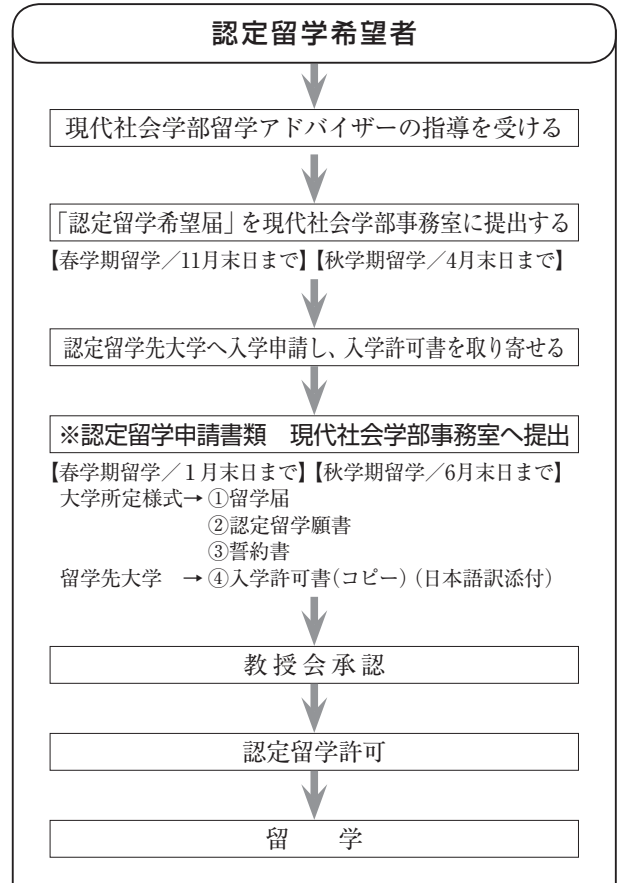 認定留学希望者
現代社会学部留学アドバイザーの指導を受ける
「認定留学希望届」を現代社会学部事務室に提出する
【春学期留学／11月末日まで】【秋学期留学／4月末日まで】
認定留学先大学へ入学申請し、入学許可書を取り寄せる
※認定留学申請書類　現代社会学部事務室へ提出
【春学期留学／1月末日まで】【秋学期留学／6月末日まで】
大学所定様式→ ①留学届
②認定留学願書
③誓約書
留学先大学　→ ④入学許可書(コピー)(日本語訳添付)
教授会承認
認定留学許可
留　学